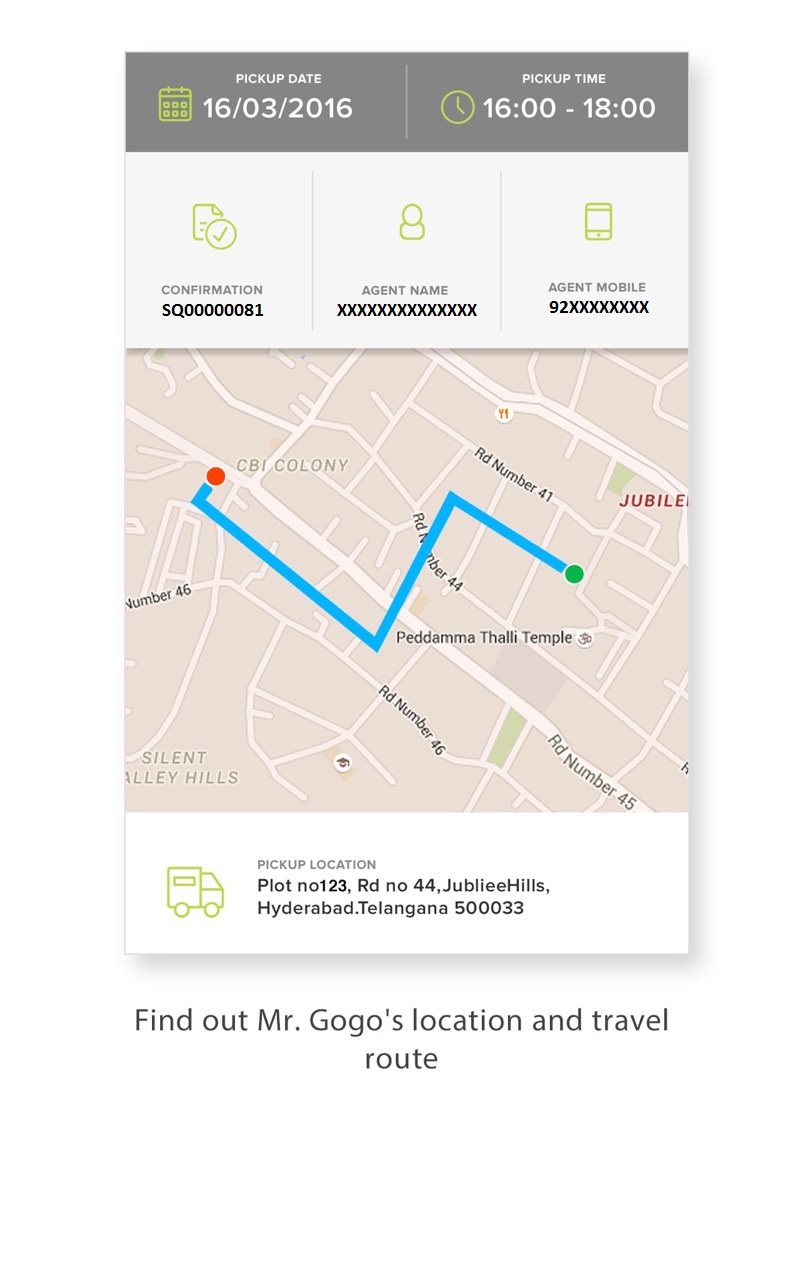 PICKUP DATE
16/03/2016
PICKUP TIME
16:00 - 18:00
CONFIRMATION
SQ00000081
AGENT NAME
XXXXXXXXXXXXXX
AGENT MOBILE
92XXXXXXXX
CBI COLONY
Rd Number 41
JUBILE
Rd Number 44
Number 46
Peddamma Thalli Temple
Rd Number 46
Rd Number 45
SILENT
ALLEY HILLS
PICKUP LOCATION
Plot no123, Rd no 44,JublieeHills,
Hyderabad.Telangana 500033
Find out Mr. Gogo's location and travel
route